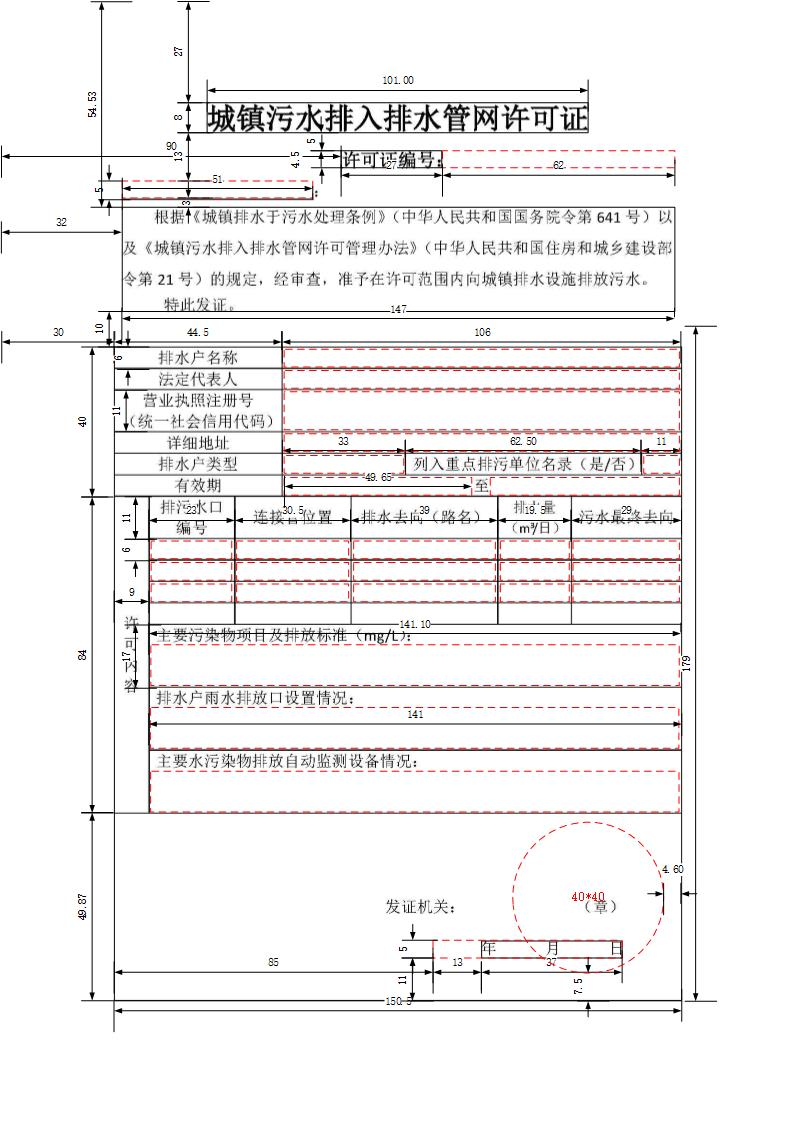 27
101.00
54.53
8
城镇污水排入排水管网许可证
90
13
5
4.5
许可证编号：
27
62.
5
51
：
3
32
根据《城镇排水于污水处理条例》（中华人民共和国国务院令第 641 号）以
及《城镇污水排入排水管网许可管理办法》（中华人民共和国住房和城乡建设部
令第 21 号）的规定，经审查，准予在许可范围内向城镇排水设施排放污水。
特此发证。
147
10
30
44.5
106
6
排水户名称
法定代表人
40
11
营业执照注册号
（统一社会信用代码）
详细地址
33
62.50
11
排水户类型
列入重点排污单位名录（是/否）
有效期
49.65
至
11
排污水口
编号
23
连接管位置
30.5
排水去向（路名）
39
排水量
（m³/日）
19.5
污水最终去向
29
6
9
84
许可内容
17
141.10
主要污染物项目及排放标准（mg/L）：
179
排水户雨水排放口设置情况：
141
主要水污染物排放自动监测设备情况：
49.87
4.60
40*40
发证机关：
（章）
5
年 月 日
85
13
37
11
7.5
150.5